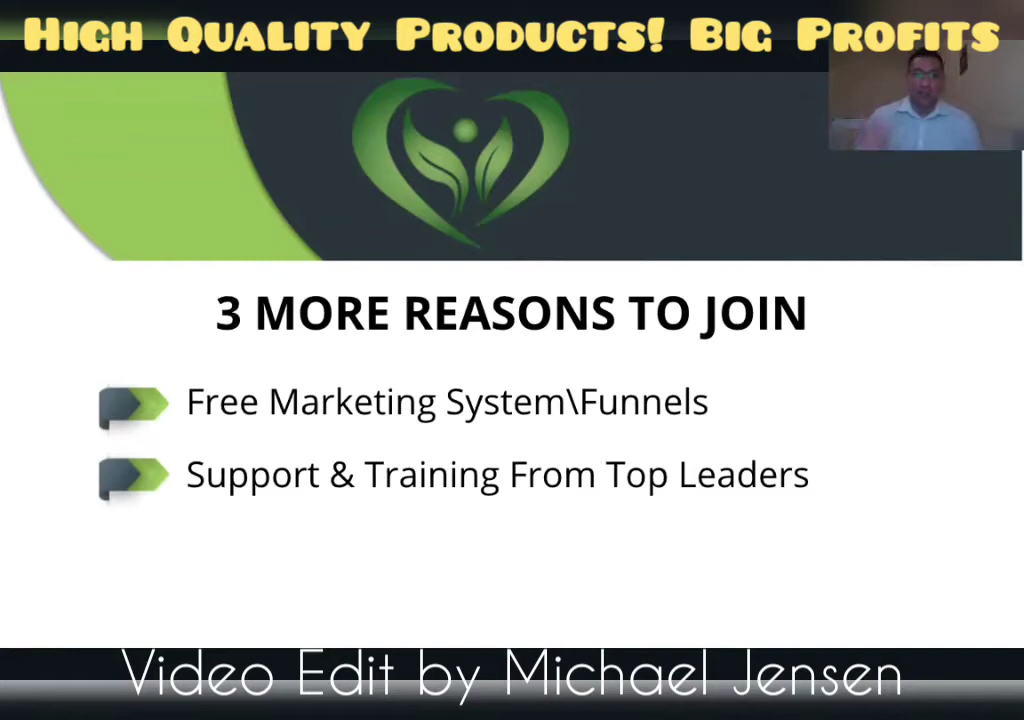 High Quality Products! Big Profits
3 MORE REASONS TO JOIN
Free Marketing System\Funnels
Support & Training From Top Leaders
Video Edit by Michael Jensen